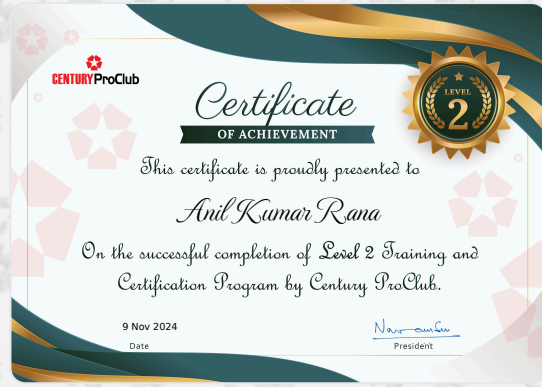 CENTURY ProClub
LEVEL
2
Certificate
OF ACHIEVEMENT
This certificate is proudly presented to
Anil Kumar Rana
On the successful completion of Level 2 Training and
Certification Program by Century ProClub.
9 Nov 2024
Date
President